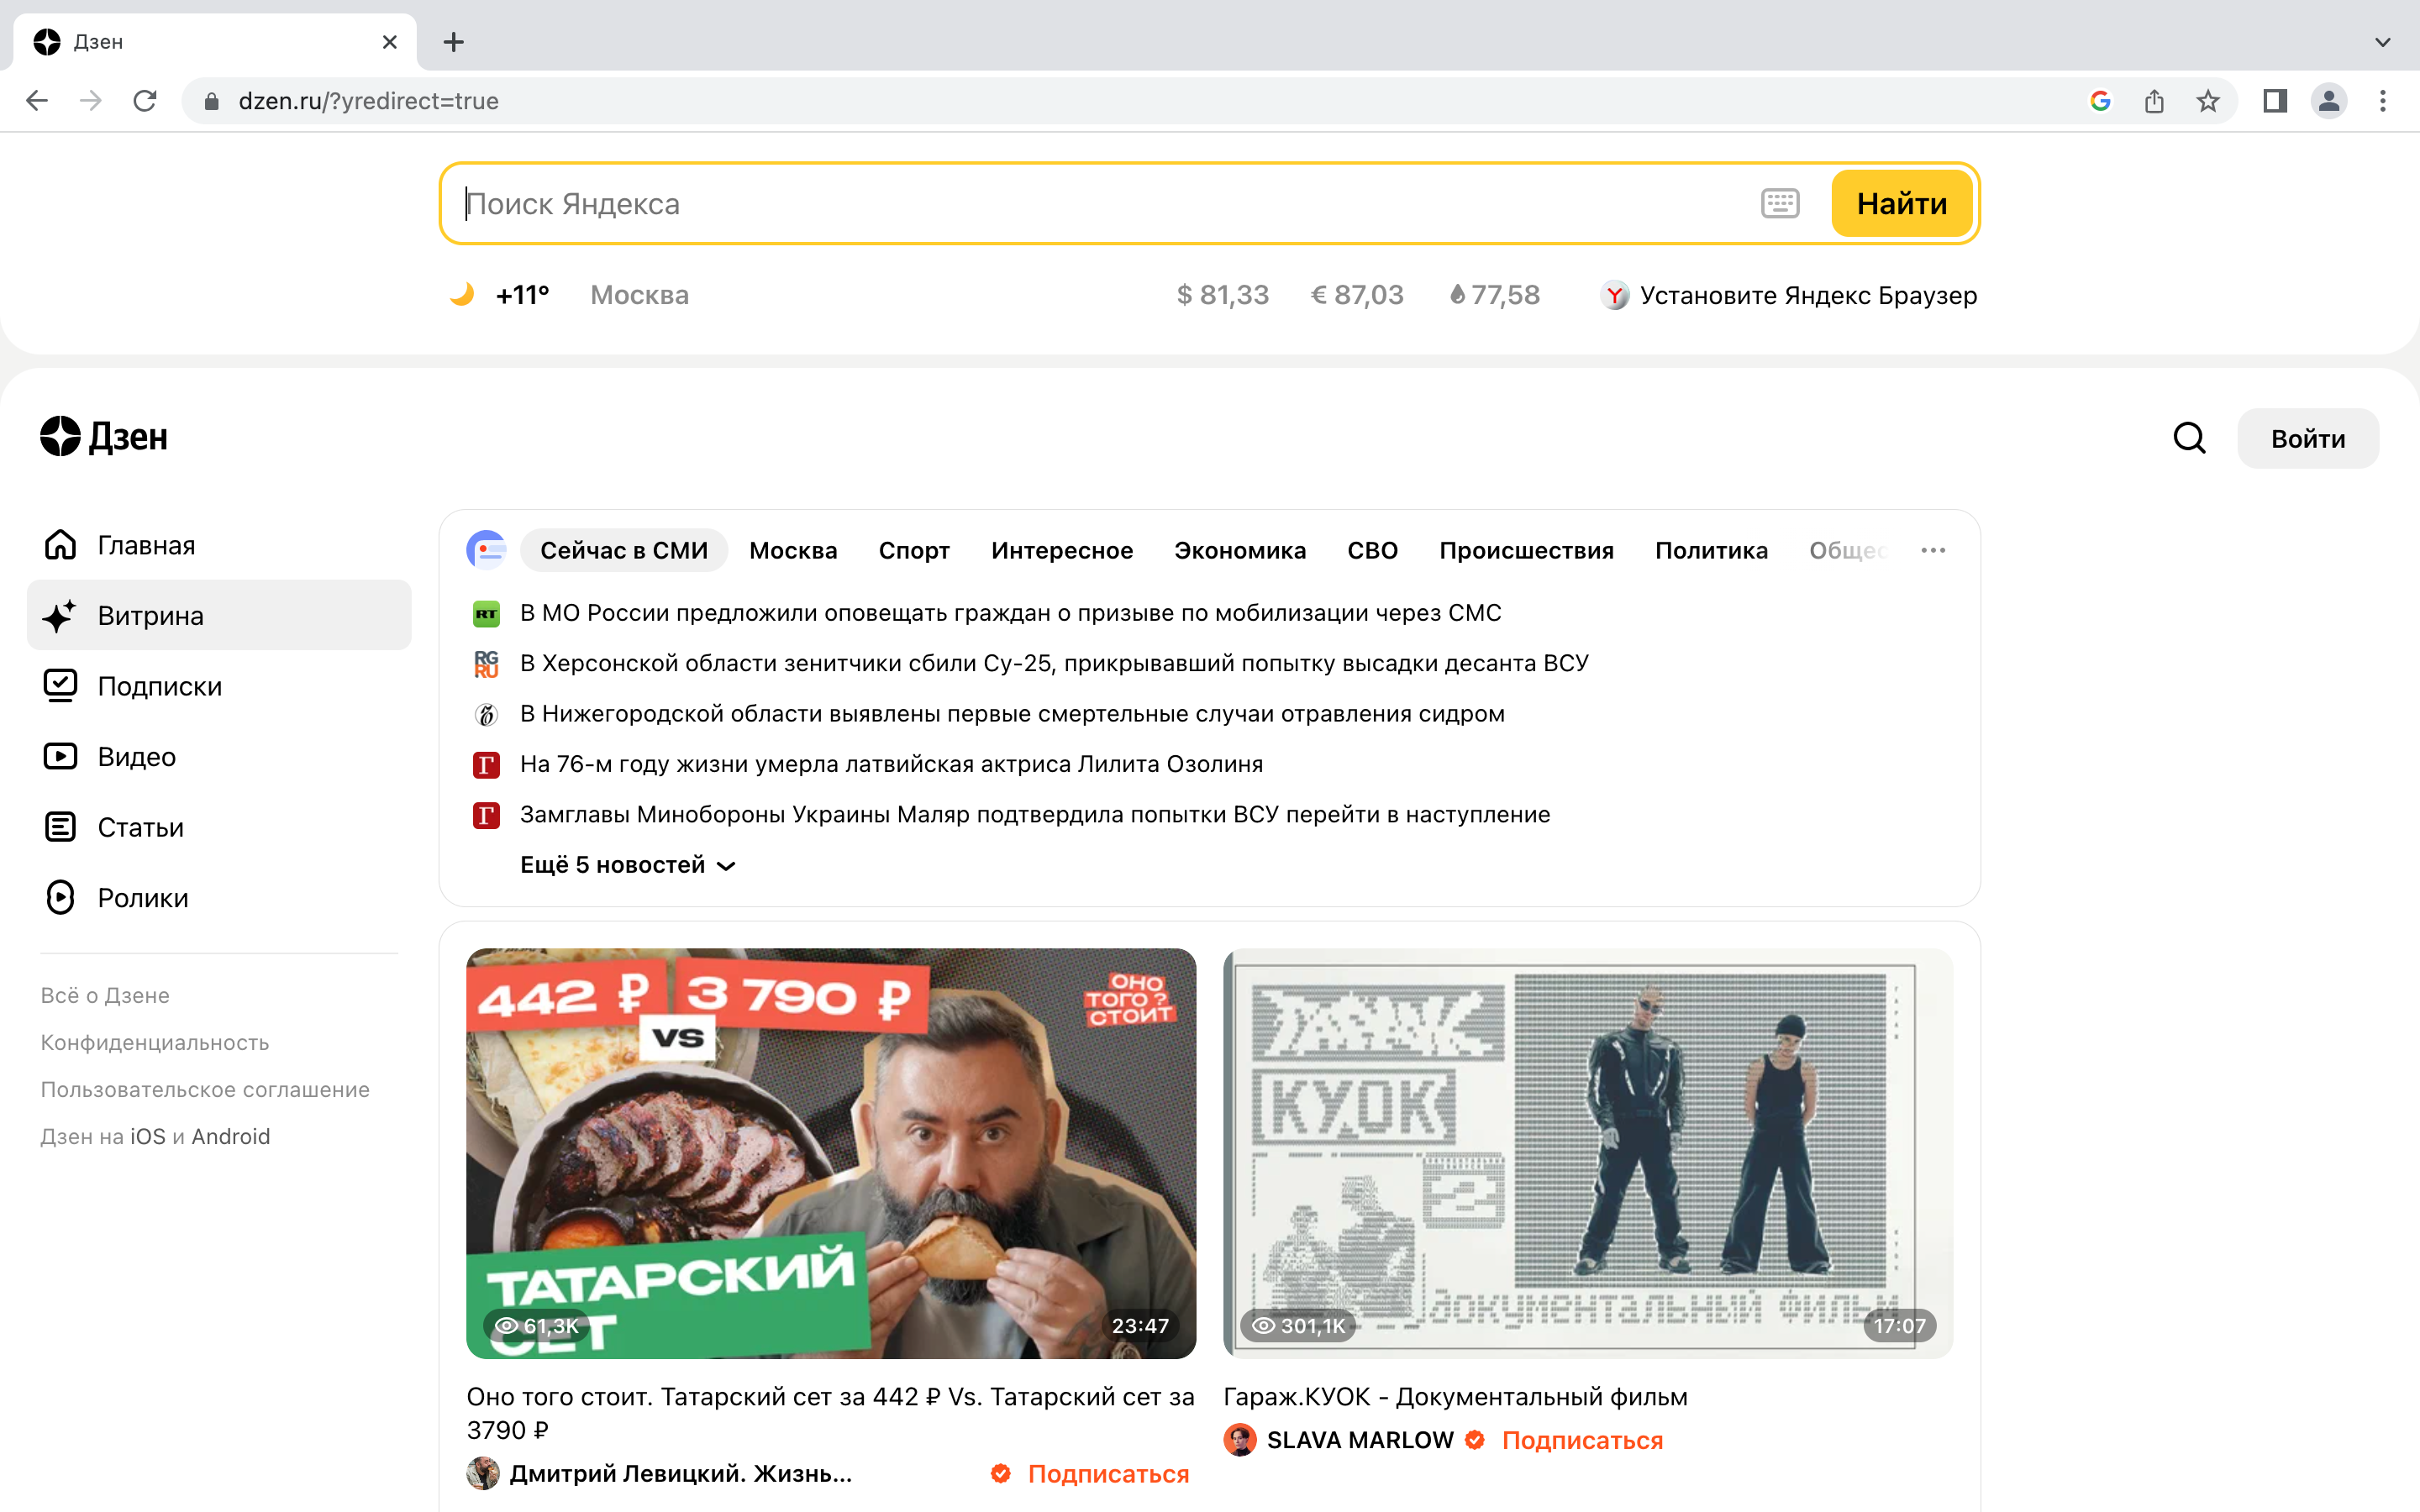 Дзен
dzen.ru/?yredirect=true
Поиск Яндекса
Найти
+11°
Москва
$ 81,33
€ 87,03
77,58
Установите Яндекс Браузер
Дзен
Войти
Главная
Витрина
Подписки
Видео
Статьи
Ролики
Всё о Дзене
Конфиденциальность
Пользовательское соглашение
Дзен на iOS и Android
Сейчас в СМИ Москва Спорт Интересное Экономика СВО Происшествия Политика Общес
RT
В МО России предложили оповещать граждан о призыве по мобилизации через СМС
RG
RU
В Херсонской области зенитчики сбили Су-25, прикрывавший попытку высадки десанта ВСУ
Ъ
В Нижегородской области выявлены первые смертельные случаи отравления сидром
Г
На 76-м году жизни умерла латвийская актриса Лилита Озолиня
Г
Замглавы Минобороны Украины Маляр подтвердила попытки ВСУ перейти в наступление
Ещё 5 новостей
442 ₽
3 790 ₽
VS
ОНО
ТОГО?
СТОИТ
ТАТАРСКИЙ
СЕТ
61,3K
23:47
Оно того стоит. Татарский сет за 442 ₽ Vs. Татарский сет за
3790 ₽
Дмитрий Левицкий. Жизнь...
Подписаться
КУОК
ДОКУМЕНТАЛЬНЫЙ ФИЛЬМ
301,1K
17:07
Гараж.КУОК - Документальный фильм
SLAVA MARLOW
Подписаться